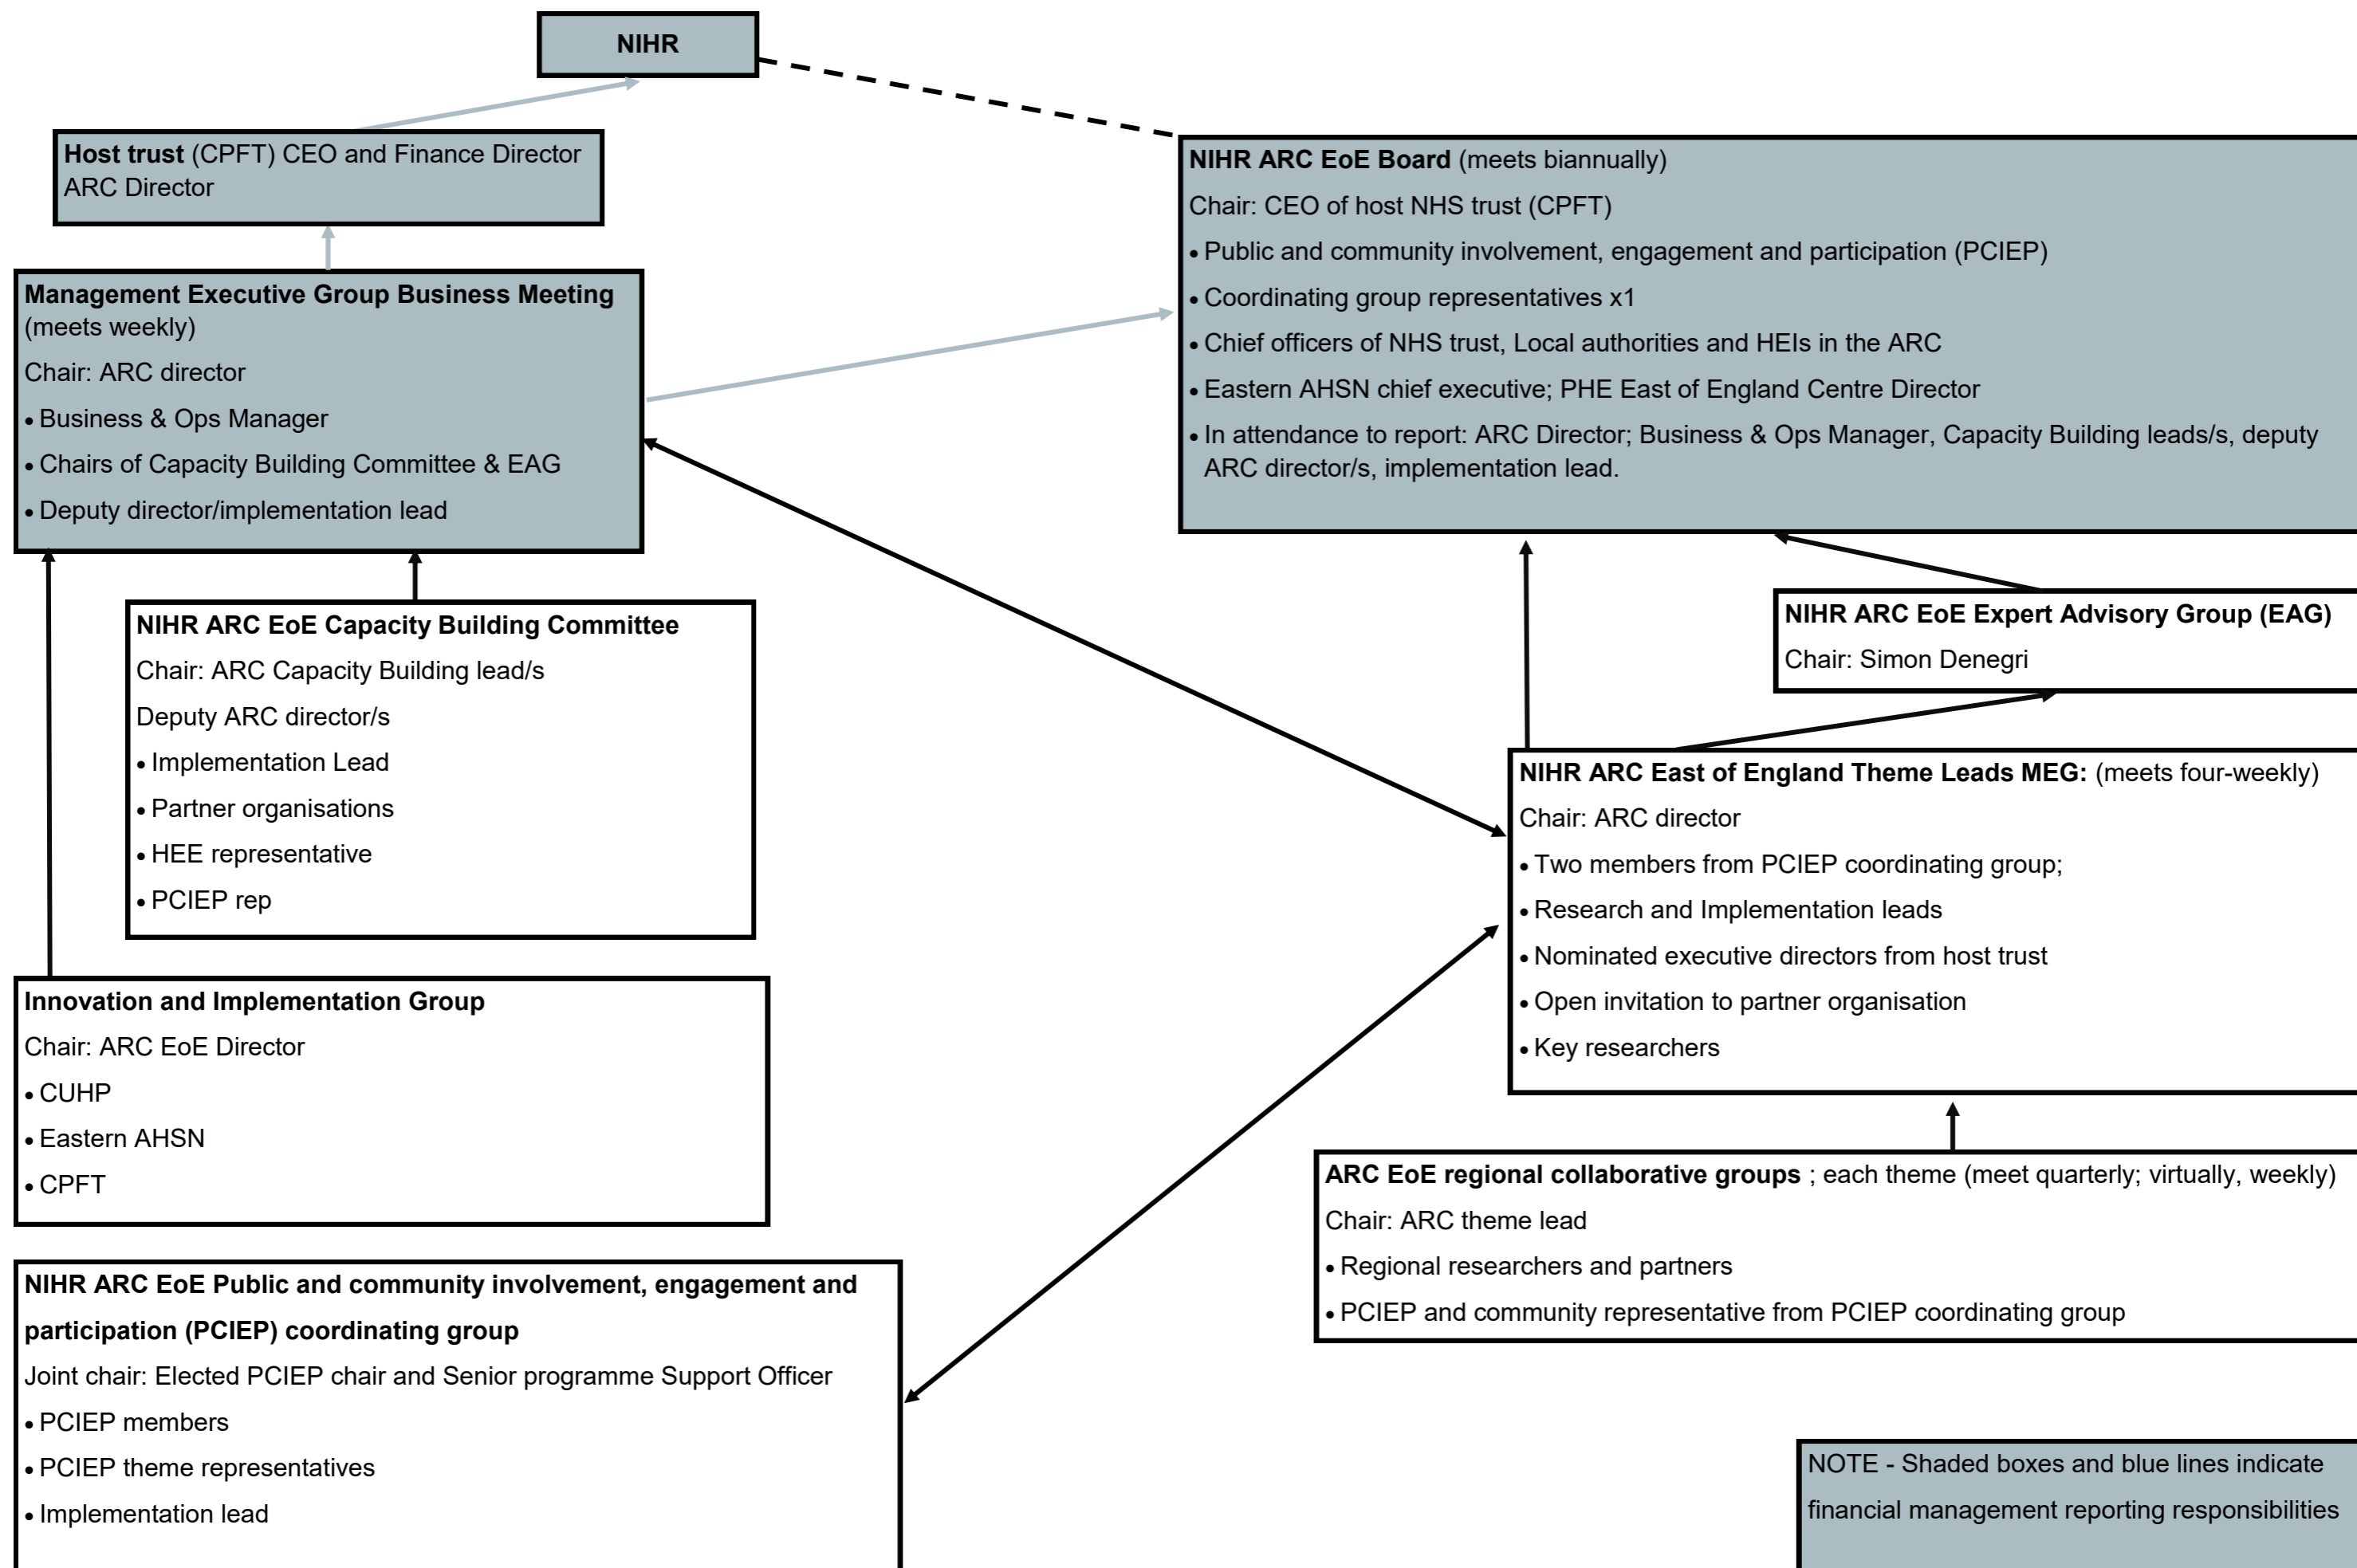 NIHR
Host trust (CPFT) CEO and Finance Director
ARC Director
NIHR ARC EoE Board (meets biannually)
Chair: CEO of host NHS trust (CPFT)
• Public and community involvement, engagement and participation (PCIEP)
• Coordinating group representatives x1
• Chief officers of NHS trust, Local authorities and HEIs in the ARC
• Eastern AHSN chief executive; PHE East of England Centre Director
• In attendance to report: ARC Director; Business & Ops Manager, Capacity Building leads/s, deputy
ARC director/s, implementation lead.
Management Executive Group Business Meeting
(meets weekly)
Chair: ARC director
• Business & Ops Manager
• Chairs of Capacity Building Committee & EAG
• Deputy director/implementation lead
NIHR ARC EoE Capacity Building Committee
Chair: ARC Capacity Building lead/s
Deputy ARC director/s
• Implementation Lead
• Partner organisations
• HEE representative
• PCIEP rep
NIHR ARC EoE Expert Advisory Group (EAG)
Chair: Simon Denegri
NIHR ARC East of England Theme Leads MEG: (meets four-weekly)
Chair: ARC director
• Two members from PCIEP coordinating group;
• Research and Implementation leads
• Nominated executive directors from host trust
• Open invitation to partner organisation
• Key researchers
Innovation and Implementation Group
Chair: ARC EoE Director
• CUHP
• Eastern AHSN
• CPFT
ARC EoE regional collaborative groups ; each theme (meet quarterly; virtually, weekly)
Chair: ARC theme lead
• Regional researchers and partners
• PCIEP and community representative from PCIEP coordinating group
NIHR ARC EoE Public and community involvement, engagement and
participation (PCIEP) coordinating group
Joint chair: Elected PCIEP chair and Senior programme Support Officer
• PCIEP members
• PCIEP theme representatives
• Implementation lead
NOTE - Shaded boxes and blue lines indicate
financial management reporting responsibilities